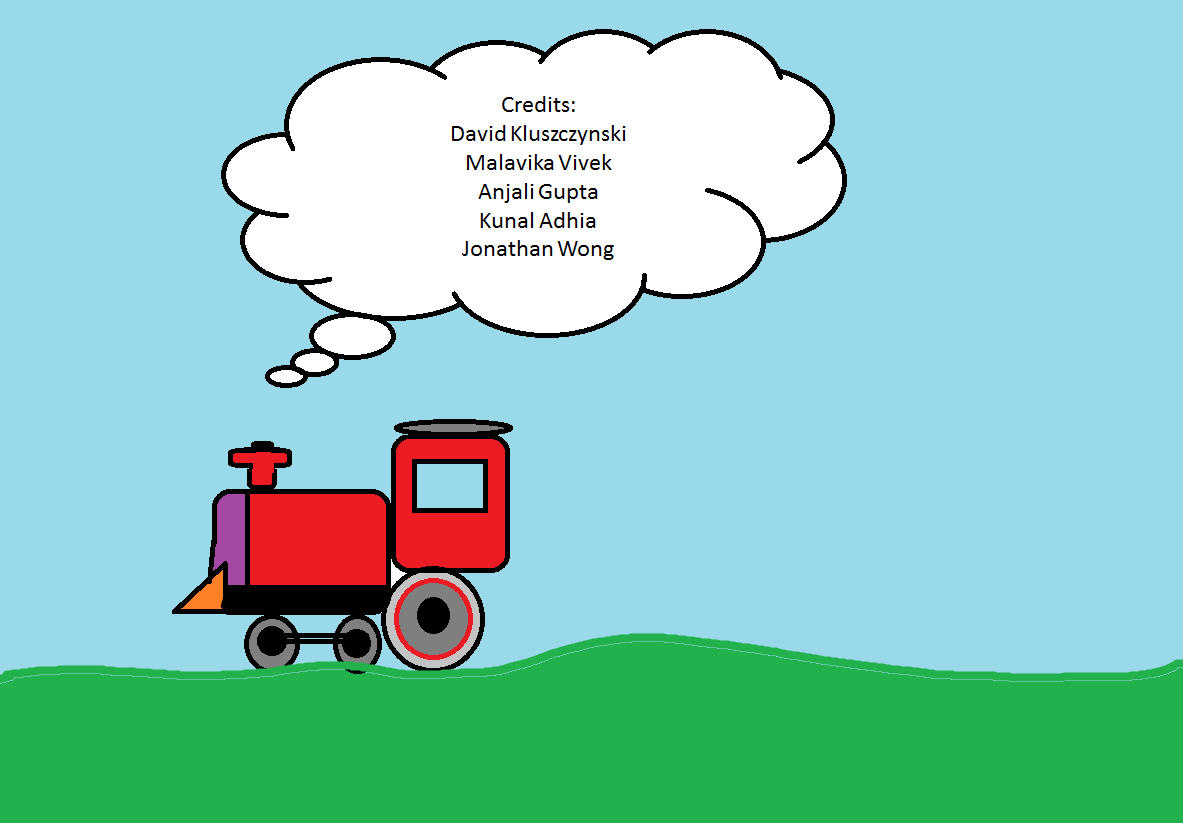 Credits:
David Kluszczynski
Malavika Vivek
Anjali Gupta
Kunal Adhia
Jonathan Wong